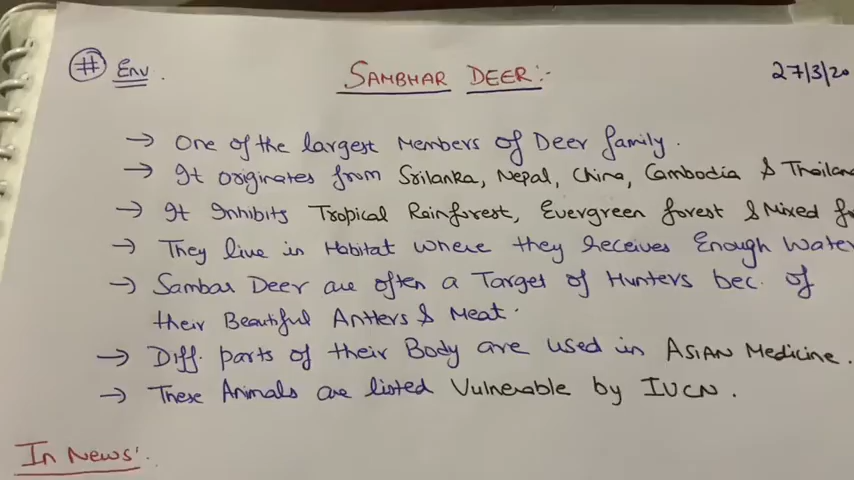 # Env. SAMBHAR DEER:- 27/3/20
→ One of the largest Members of Deer family.
→ It originates from Srilanka, Nepal, China, Cambodia & Thailan
→ It Inhibits Tropical Rainforest, Evergreen forest & Mixed fo
→ They live in Habitat where they receives Enough Water
→ Sambar Deer are often a Target of Hunters bec. of
their Beautiful Antlers & Meat.
→ Diff. parts of their Body are used in ASIAN Medicine.
→ These Animals are listed Vulnerable by IUCN.
In News: